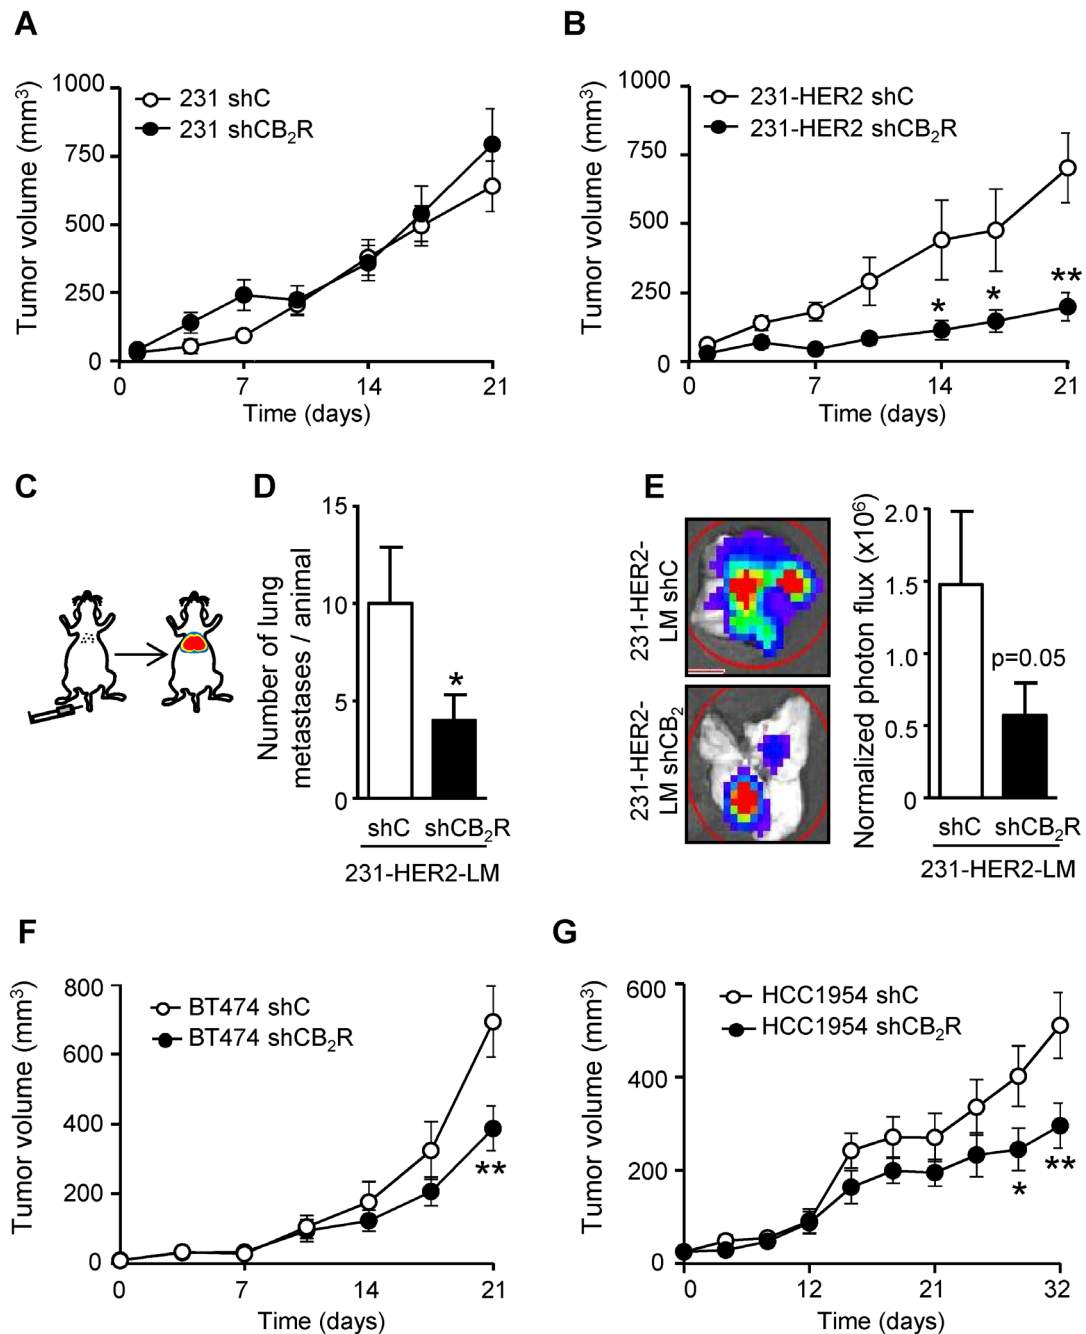 A
Tumor volume (mm³)
1000
750
500
250
0
231 shC
231 shCB₂R
0
7
14
21
Time (days)
B
Tumor volume (mm³)
1000
750
500
250
0
231-HER2 shC
231-HER2 shCB₂R
*
*
**
0
7
14
21
Time (days)
C
D
Number of lung
metastases / animal
15
10
5
0
*
shC
shCB₂R
231-HER2-LM
E
231-HER2-
LM shC
231-HER2-
LM shCB₂
Normalized photon flux (x10⁶)
2.0
1.5
1.0
0.5
0
p=0.05
shC
shCB₂R
231-HER2-LM
F
Tumor volume (mm³)
800
600
400
200
0
BT474 shC
BT474 shCB₂R
**
0
7
14
21
Time (days)
G
Tumor volume (mm³)
600
400
200
0
HCC1954 shC
HCC1954 shCB₂R
*
**
0
12
21
32
Time (days)